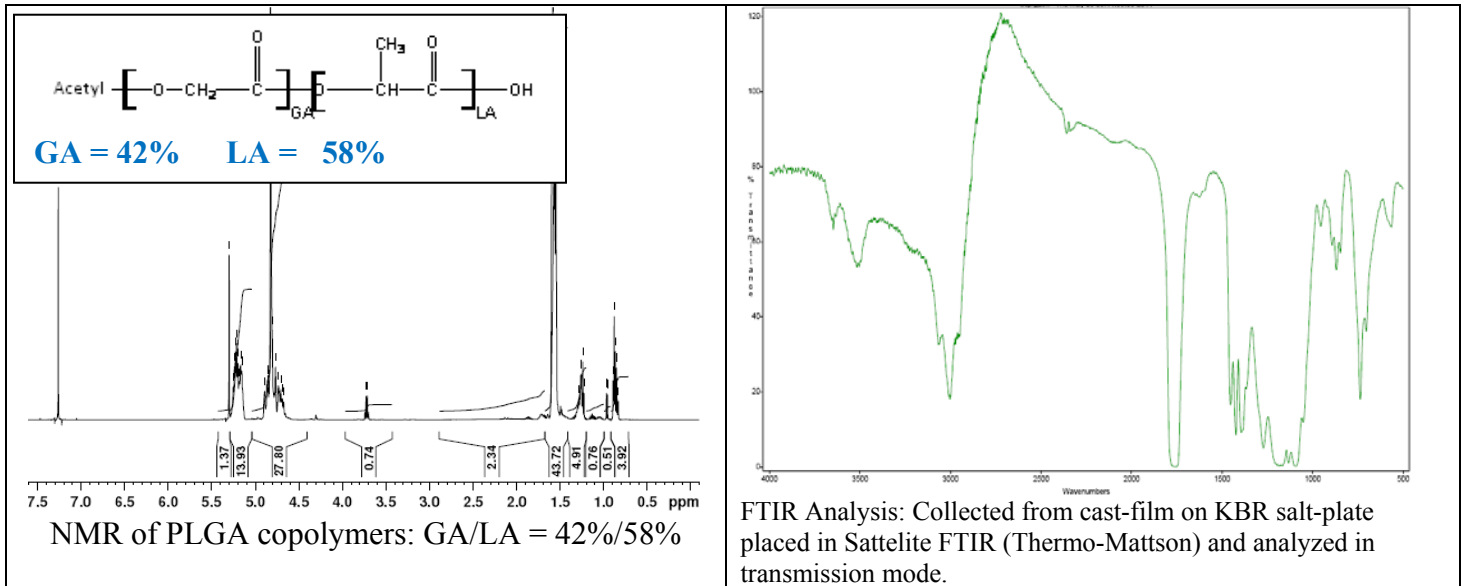 CH₃
O
O
Acetyl
O—CH₂
C
GA
CH—C
OH
LA
GA = 42% LA = 58%
1.37
13.93
27.80
0.74
2.34
43.72
4.91
0.76
0.51
3.92
7.5 7.0 6.5 6.0 5.5 5.0 4.5 4.0 3.5 3.0 2.5 2.0 1.5 1.0 0.5 ppm
NMR of PLGA copolymers: GA/LA = 42%/58%
120
80
% Transmittance
60
40
20
0
4000 3500 3000 2500 2000 1500 1000 500
Wavenumbers
FTIR Analysis: Collected from cast-film on KBR salt-plate
placed in Sattelite FTIR (Thermo-Mattson) and analyzed in
transmission mode.